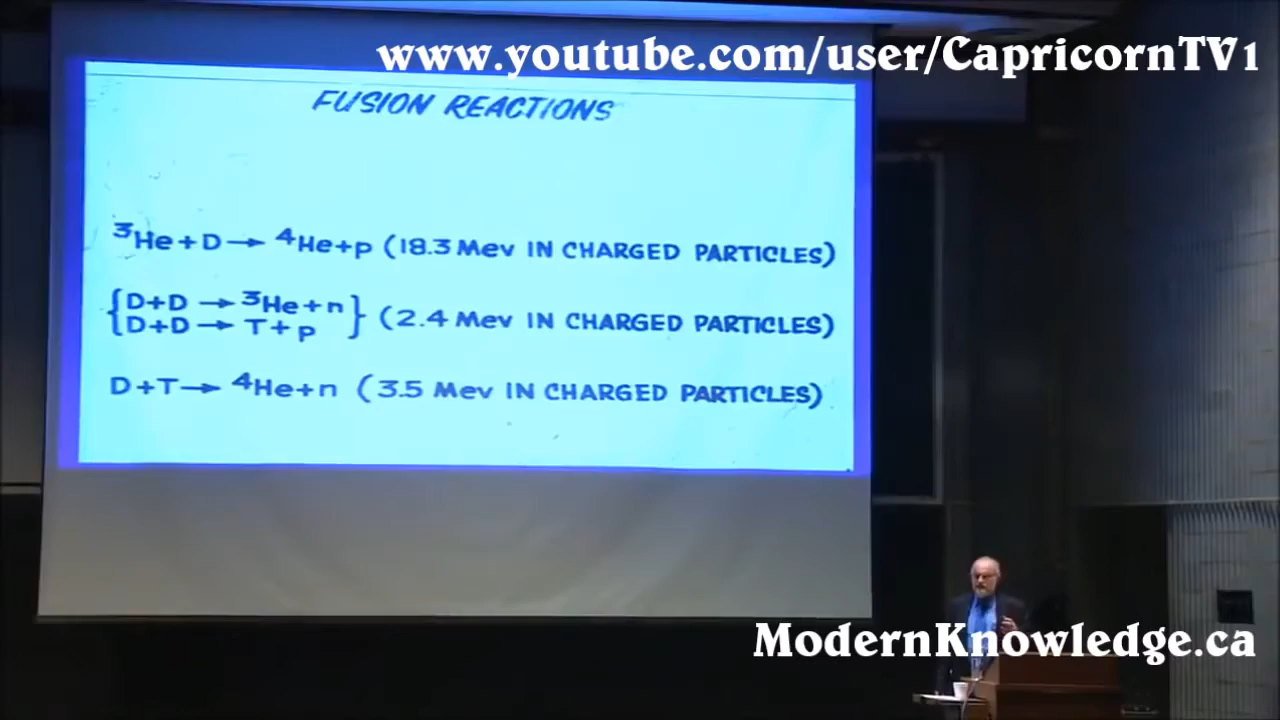 www.youtube.com/user/CapricornTV1
FUSION REACTIONS
³He+D→ ⁴He+p (18.3 Mev IN CHARGED PARTICLES)
{D+D → ³He+n
{D+D → T+p} (2.4 Mev IN CHARGED PARTICLES)
D+T→ ⁴He+n (3.5 Mev IN CHARGED PARTICLES)
ModernKnowledge.ca